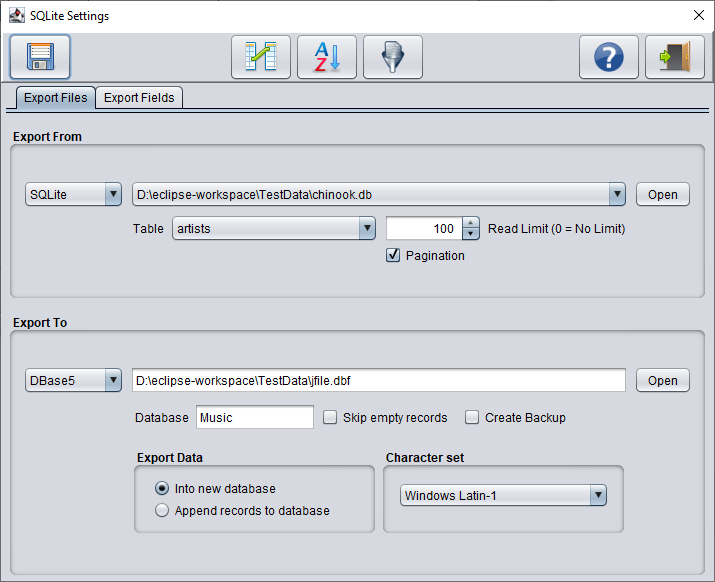 SQLite Settings
A
Z
?
Export Files Export Fields
Export From
SQLite D:\eclipse-workspace\TestData\chinook.db Open
Table artists 100 Read Limit (0 = No Limit)
Pagination
Export To
DBase5 D:\eclipse-workspace\TestData\jfile.dbf Open
Database Music Skip empty records Create Backup
Export Data Character set
Into new database Windows Latin-1
Append records to database